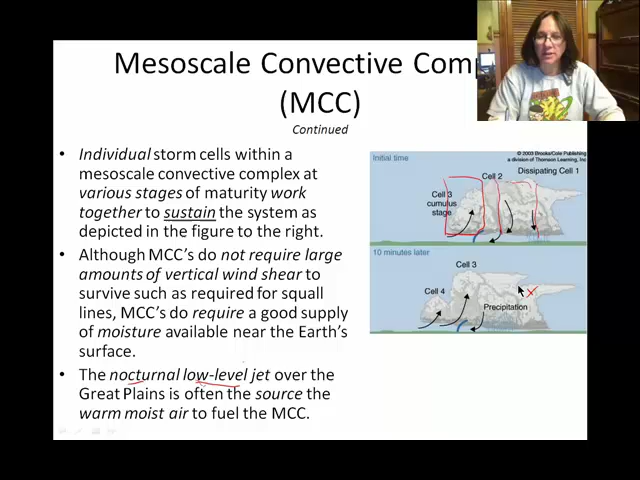 Mesoscale Convective Comp
(MCC)
Continued
• Individual storm cells within a
mesoscale convective complex at
various stages of maturity work
together to sustain the system as
depicted in the figure to the right.
• Although MCC's do not require large
amounts of vertical wind shear to
survive such as required for squall
lines, MCC's do require a good supply
of moisture available near the Earth's
surface.
• The nocturnal low-level jet over the
Great Plains is often the source the
warm moist air to fuel the MCC.
© 2003 Brooks/Cole Publishing
a division of Thomson Learning, Inc
Initial time
Dissipating Cell 1
Cell 2
Cell 3
cumulus
stage
10 minutes later
Cell 3
Cell 4
Precipitation